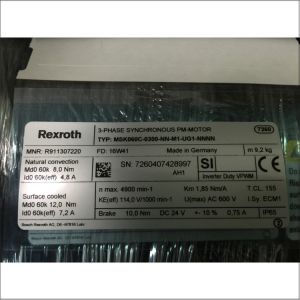 Rexroth
3-PHASE SYNCHRONOUS PM-MOTOR
7260
TYP: MSK060C-0300-NN-M1-UG1-NNNN
MNR: R911307220 FD: 16W41 Made in Germany m 9,2 kg
Natural convection
Md0 60k 8,0 Nm
Id0 60k(eff) 4,8 A
SN: 7260407428997
AH1
SI
Inverter Duty VPWM
Surface cooled
Md0 60k 12,0 Nm
Id0 60k(eff) 7,2 A
n max. 4900 min-1 Km 1,85 Nm/A T.CL. 155
KE(eff) 114,0 V/1000 min-1 U(max) AC 600 V I.Sy. ECM1
Brake 10,0 Nm DC 24 V +- 10% 0,75 A IP65